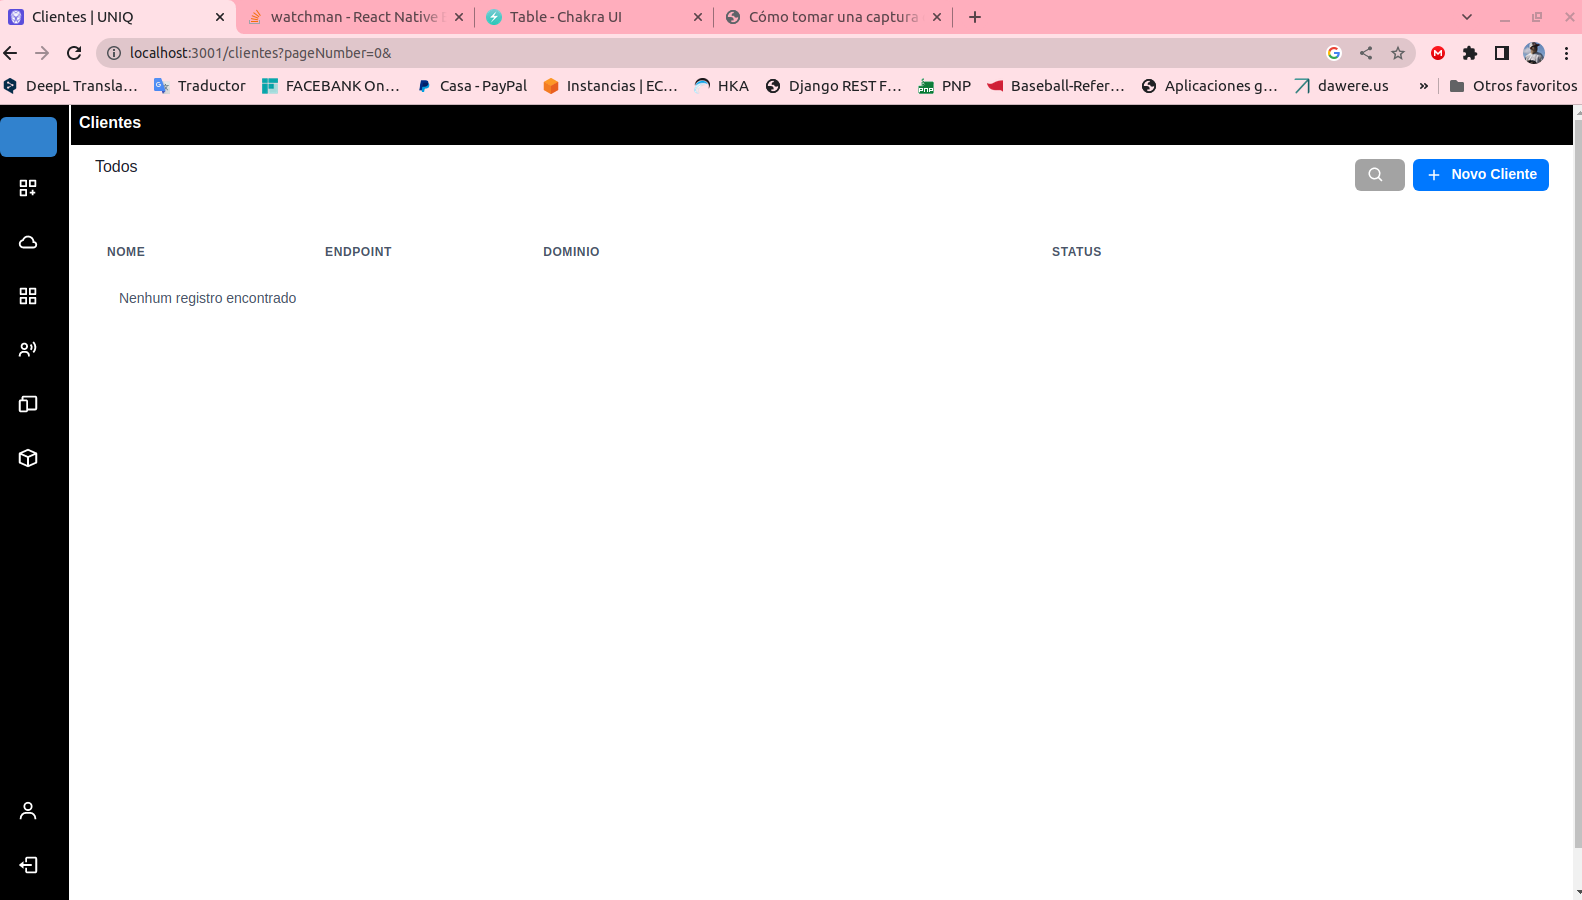 Clientes | UNIQ
watchman - React Native
Table - Chakra UI
Cómo tomar una captura
localhost:3001/clientes?pageNumber=0&
DeepL Transla...
Traductor
FACEBANK On...
Casa - PayPal
Instancias | EC...
HKA
Django REST F...
PNP
Baseball-Refer...
Aplicaciones g...
dawere.us
»
Otros favoritos
Clientes
Todos
Novo Cliente
NOME ENDPOINT DOMINIO STATUS
Nenhum registro encontrado